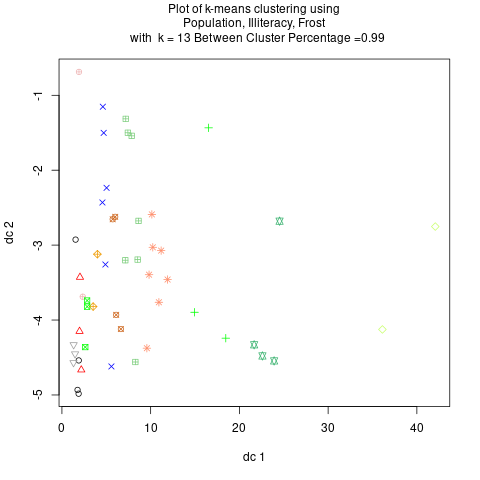 Plot of k-means clustering using
Population, Illiteracy, Frost
with k = 13 Between Cluster Percentage =0.99
dc 2
-1
-2
-3
-4
-5
0 10 20 30 40
dc 1